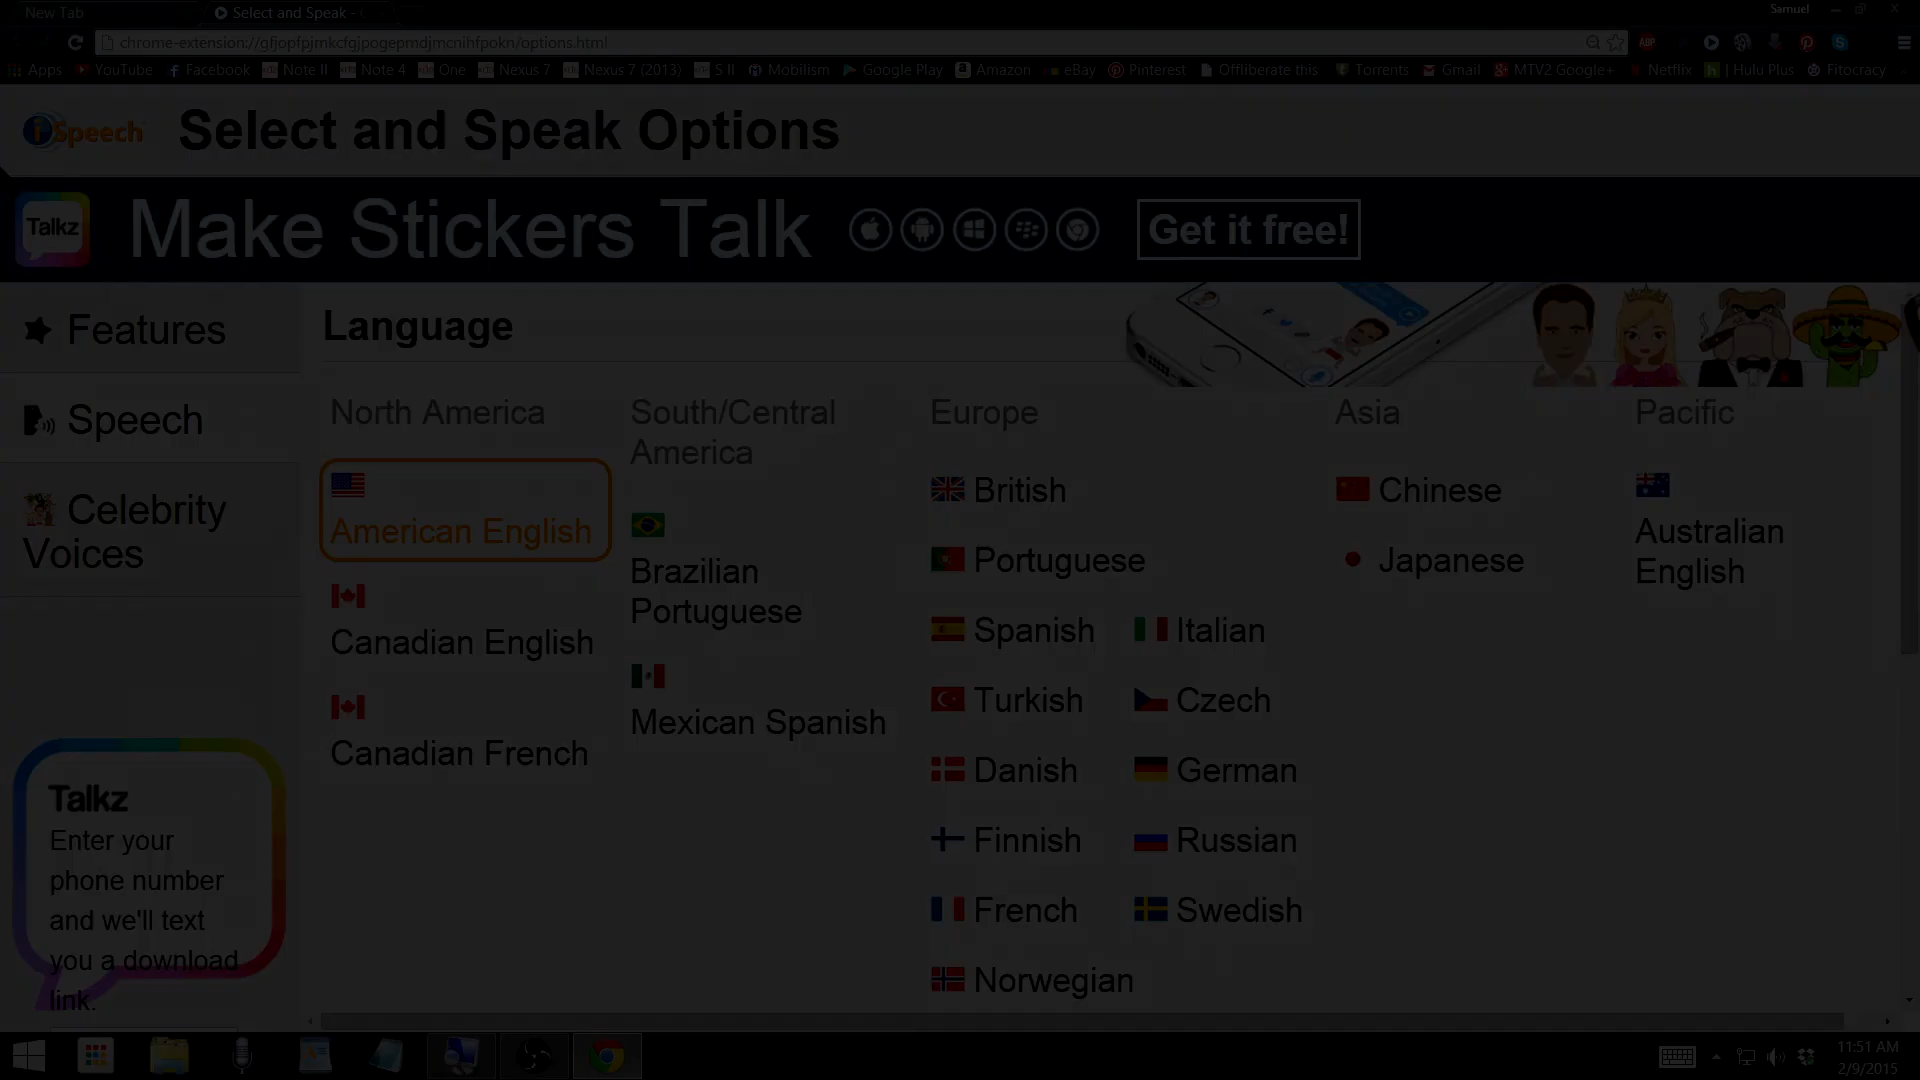 New Tab
Select and Speak -
Samuel
chrome-extension://gfjopfpjmkcfgjpogepmdjmcnihfpokn/options.html
ABP
Apps YouTube Facebook Note II Note 4 One Nexus 7 Nexus 7 (2013) S II Mobilism Google Play Amazon eBay Pinterest Offliberate this Torrents Gmail MTV2 Google+ Netflix | Hulu Plus Fitocracy
iSpeech Select and Speak Options
Talkz Make Stickers Talk Get it free!
Features
Speech
Celebrity
Voices
Talkz
Enter your
phone number
and we'll text
you a download
link.
Language
North America
American English
Canadian English
Canadian French
South/Central
America
Brazilian
Portuguese
Mexican Spanish
Europe
British
Portuguese
Spanish Italian
Turkish Czech
Danish German
Finnish Russian
French Swedish
Norwegian
Asia
Chinese
Japanese
Pacific
Australian
English
11:51 AM
2/9/2015